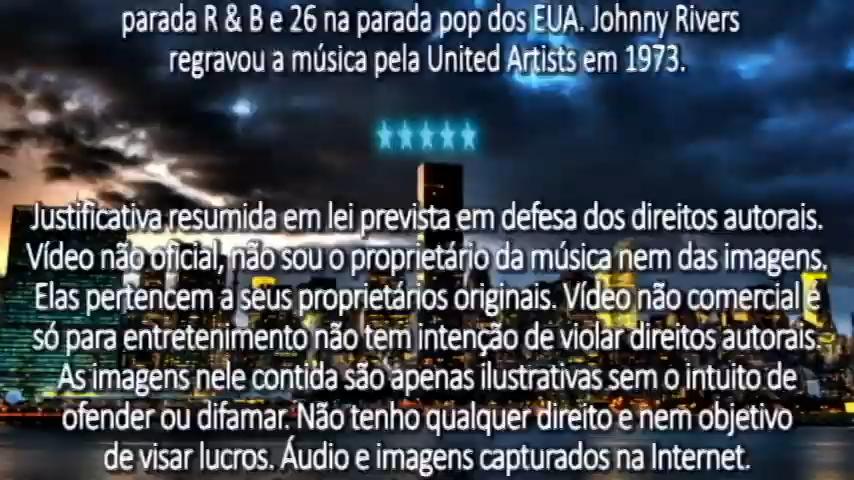 parada R & B e 26 na parada pop dos EUA. Johnny Rivers
regravou a música pela United Artists em 1973.
Justificativa resumida em lei prevista em defesa dos direitos autorais.
Vídeo não oficial, não sou o proprietário da música nem das imagens.
Elas pertencem a seus proprietários originais. Vídeo não comercial e
só para entretenimento não tem intenção de violar direitos autorais.
As imagens nele contida são apenas ilustrativas sem o intuito de
ofender ou difamar. Não tenho qualquer direito e nem objetivo
de visar lucros. Áudio e imagens capturados na Internet.